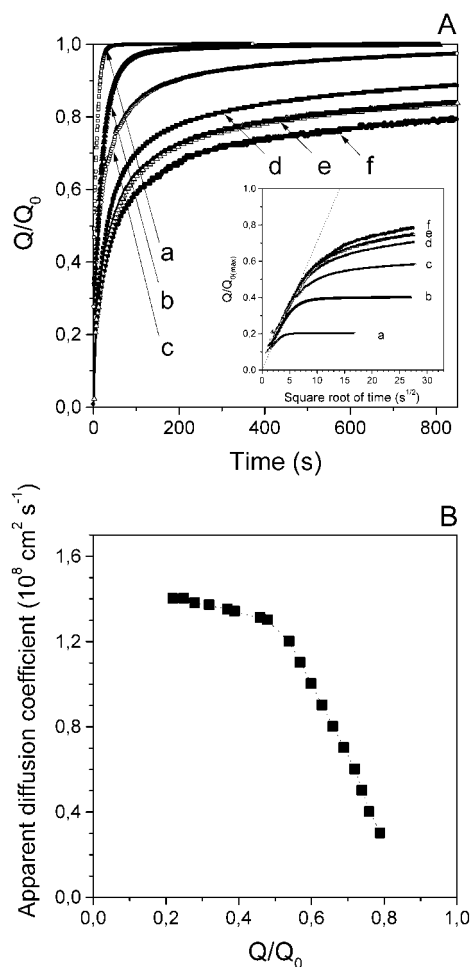 A
1,0
0,8
0,6
0,4
0,2
0,0
Q/Q₀
a
b
c
d
e
f
0
200
400
600
800
Time (s)
1.0
0.8
0.6
0.4
0.2
0.0
Q/Q₀(max)
f
e
d
c
b
a
0
5
10
15
20
25
30
Square root of time (s¹/²)
B
1,6
1,2
0,8
0,4
0,0
Apparent diffusion coefficient (10⁸ cm² s⁻¹)
0,0
0,2
0,4
0,6
0,8
1,0
Q/Q₀